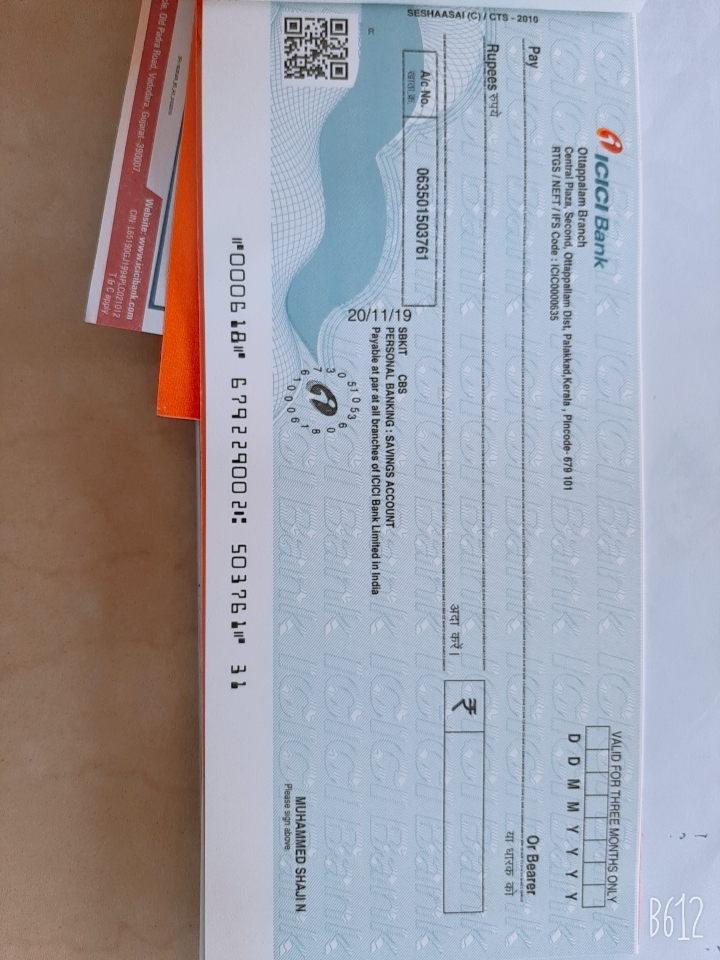 ICICI Bank
Ottappalam Branch
Central Plaza, Second, Ottappallam Dist, Palakkad,Kerala , Pincode- 679 101
RTGS / NEFT / IFS Code : ICIC0000635
VALID FOR THREE MONTHS ONLY
D D M M Y Y Y Y
Pay
Or Bearer
या धारक को
Rupees रुपये
अदा करें।
₹
A/c No.
खाता क्र.
063501503761
SESHAASAI (C) / CTS - 2010
R
20/11/19
SBKIT CBS
PERSONAL BANKING : SAVINGS ACCOUNT
Payable at par at all branches of ICICI Bank Limited in India
MUHAMMED SHAJI N
Please sign above
⑈000618⑈ 679229002⑆ 503761⑈ 31
Old Padra Road, Vadodara, Gujarat- 390007.
Website: www.icicibank.com
CIN: L65190GJ1994PLC021012
T & C apply.
B612